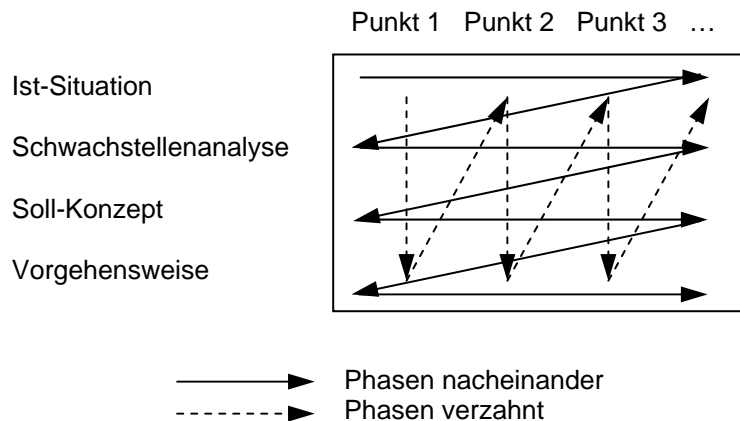 Punkt 1 Punkt 2 Punkt 3 …
Ist-Situation
Schwachstellenanalyse
Soll-Konzept
Vorgehensweise
Phasen nacheinander
Phasen verzahnt